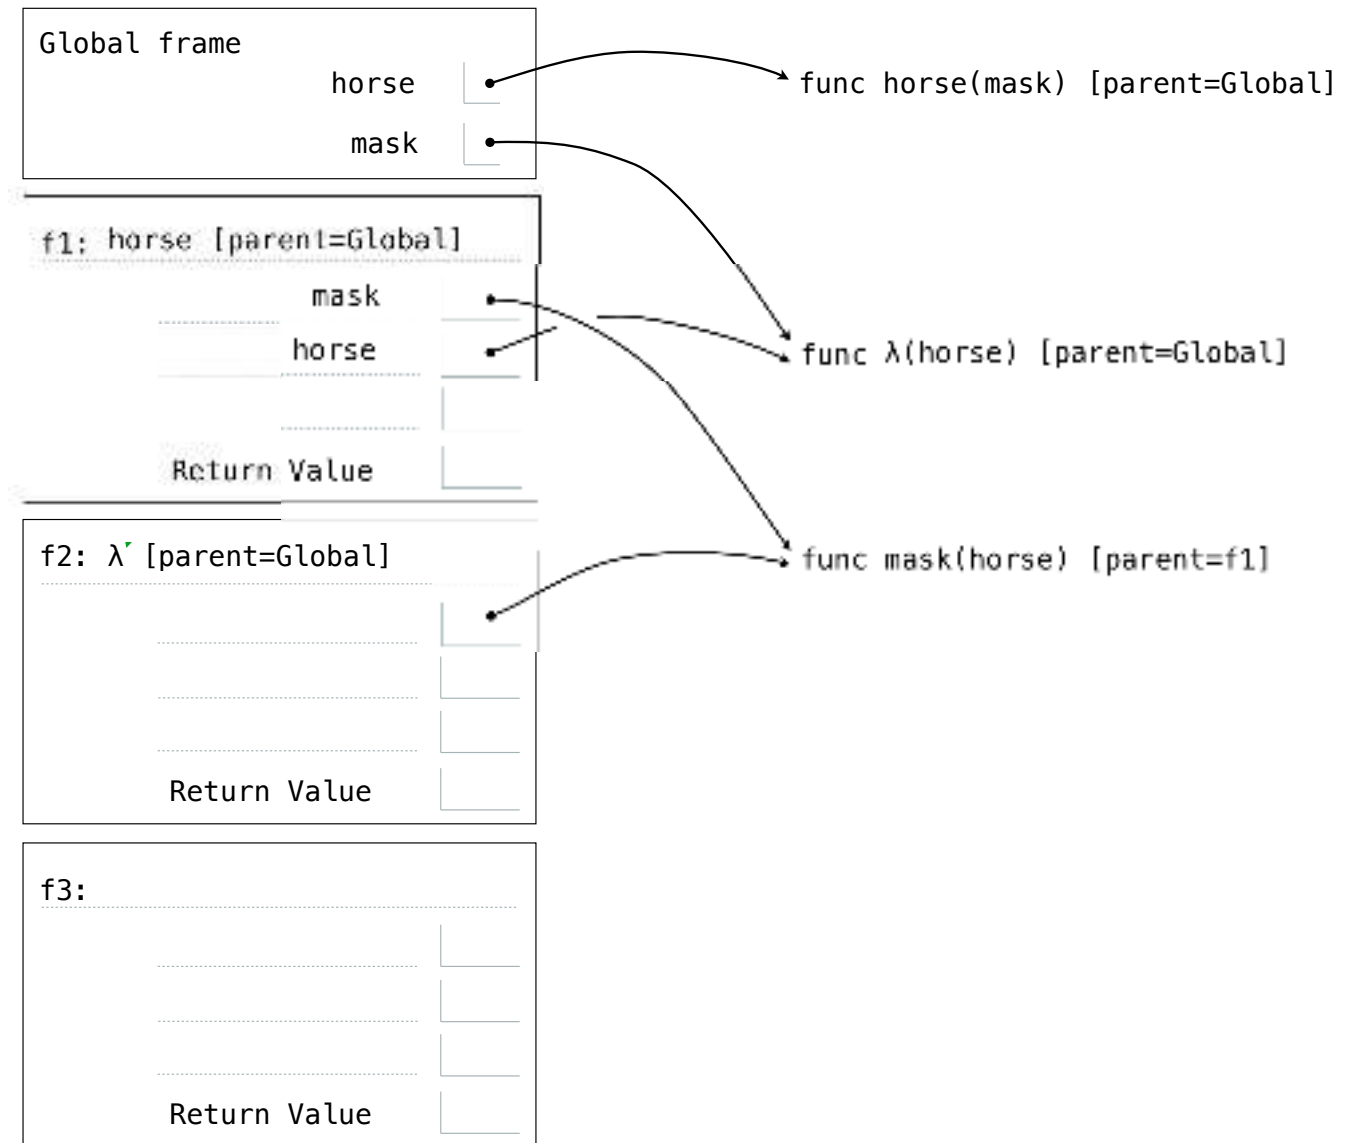 Global frame
horse
func horse(mask) [parent=Global]
mask
f1: horse [parent=Global]
mask
horse
func λ(horse) [parent=Global]
Return Value
f2: λ [parent=Global]
func mask(horse) [parent=f1]
Return Value
f3:
Return Value